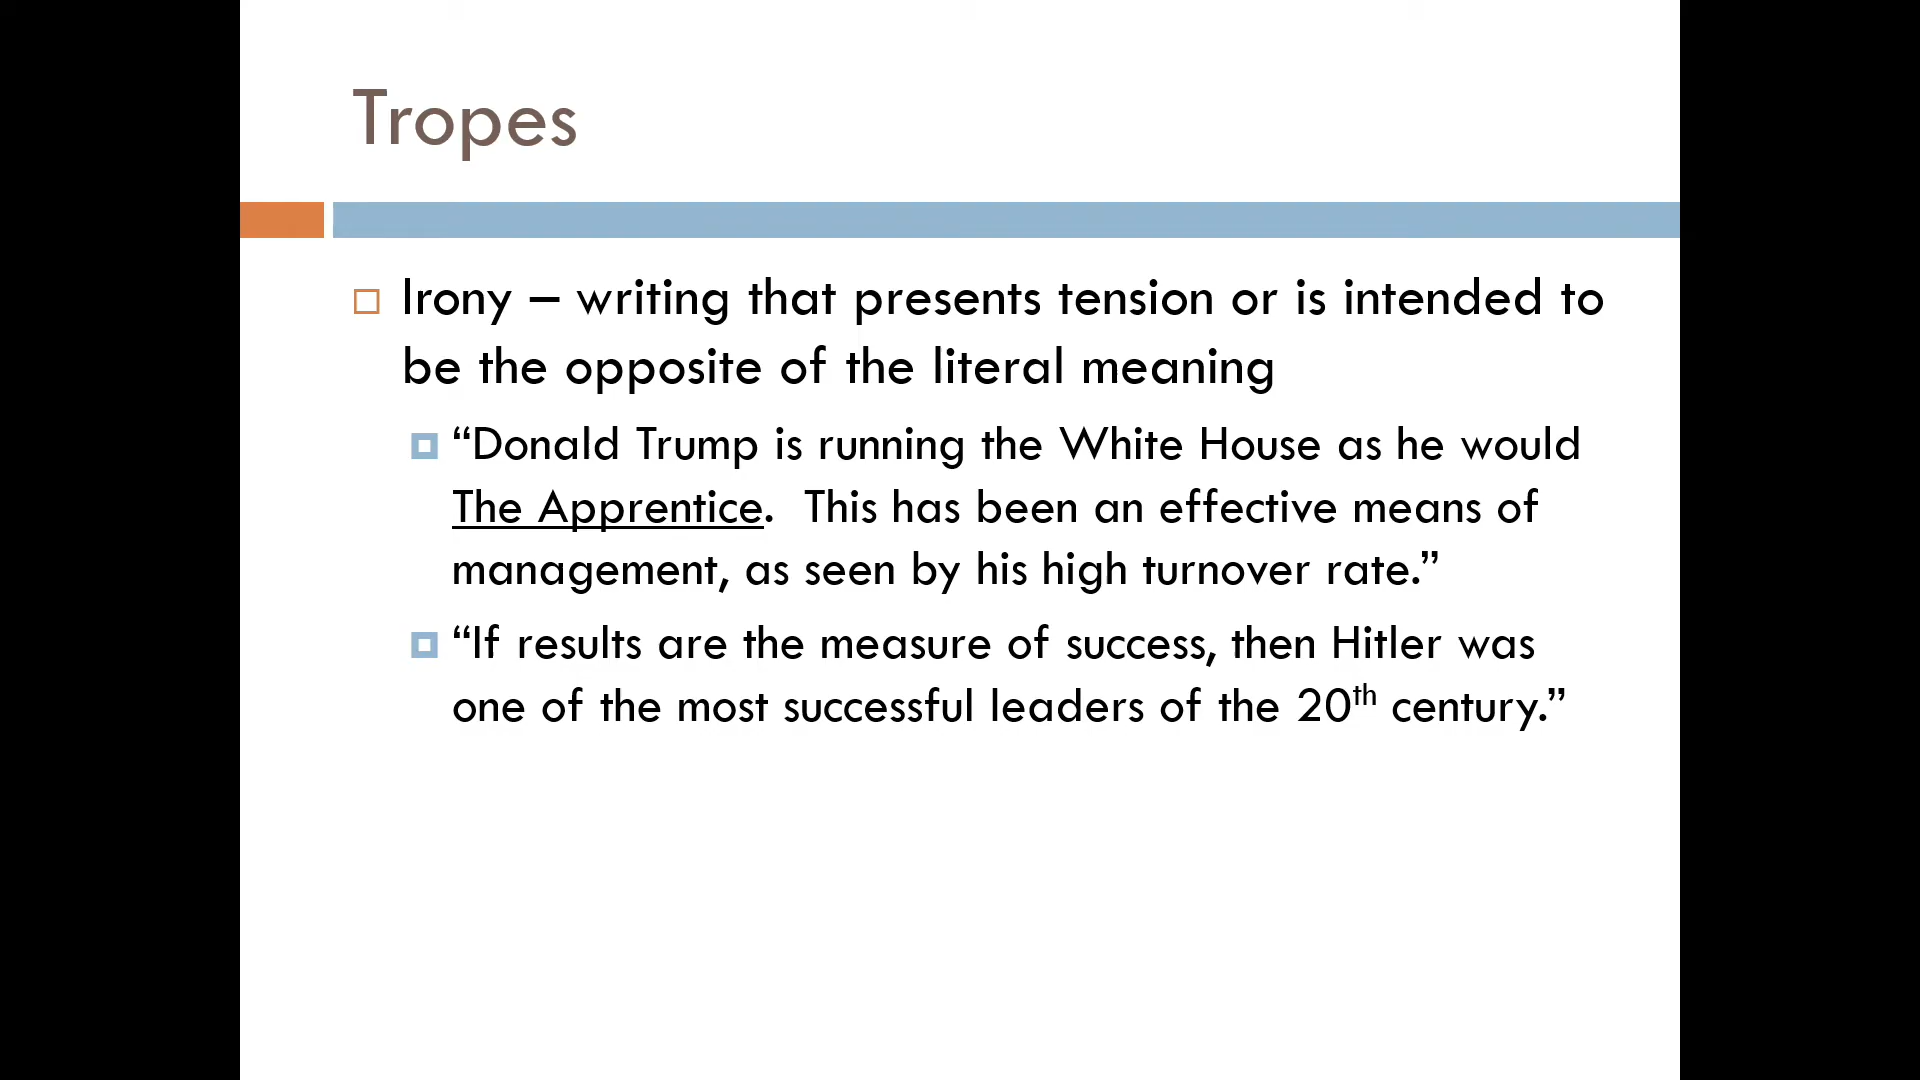 Tropes
Irony – writing that presents tension or is intended to
be the opposite of the literal meaning
“Donald Trump is running the White House as he would
The Apprentice.  This has been an effective means of
management, as seen by his high turnover rate.”
“If results are the measure of success, then Hitler was
one of the most successful leaders of the 20th century.”